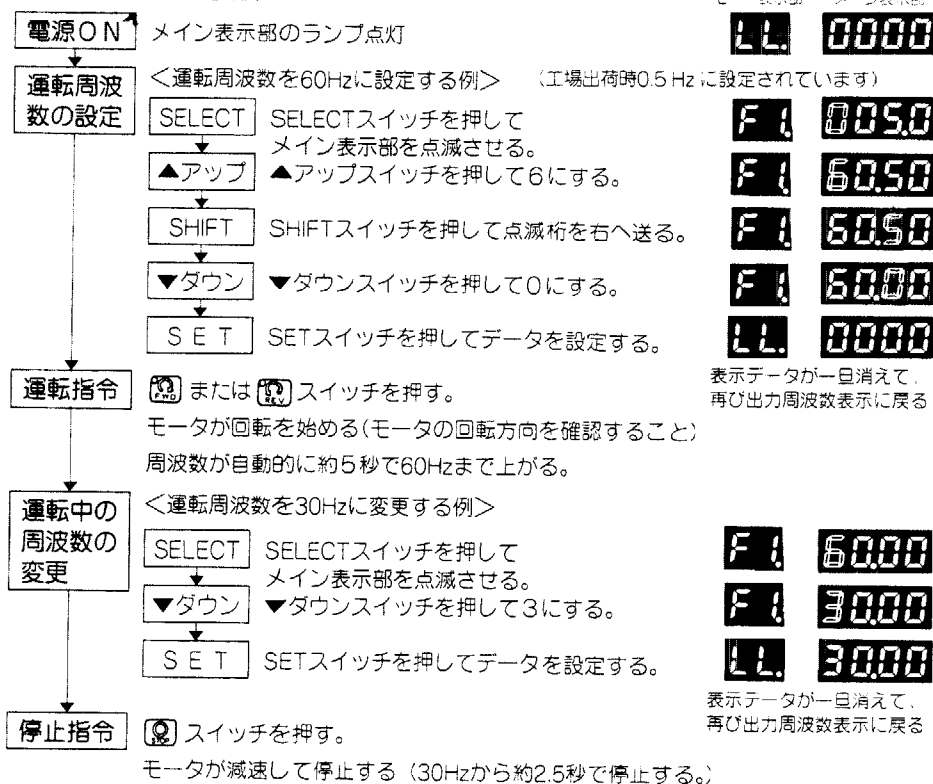 電源ON メイン表示部のランプ点灯 LL. 0000
運転周波数の設定 <運転周波数を60Hzに設定する例> (工場出荷時0.5Hzに設定されています)
SELECT SELECTスイッチを押して
メイン表示部を点滅させる。 F1. 005.0
▲アップ ▲アップスイッチを押して6にする。 F1. 60.50
SHIFT SHIFTスイッチを押して点滅桁を右へ送る。 F1. 60.50
▼ダウン ▼ダウンスイッチを押して0にする。 F1. 60.00
SET SETスイッチを押してデータを設定する。 LL. 0000
表示データが一旦消えて、
再び出力周波数表示に戻る
運転指令 FWD または REV スイッチを押す。
モータが回転を始める(モータの回転方向を確認すること)
周波数が自動的に約5秒で60Hzまで上がる。
運転中の周波数の変更 <運転周波数を30Hzに変更する例>
SELECT SELECTスイッチを押して
メイン表示部を点滅させる。 F1. 60.00
▼ダウン ▼ダウンスイッチを押して3にする。 F1. 30.00
SET SETスイッチを押してデータを設定する。 LL. 30.00
表示データが一旦消えて、
再び出力周波数表示に戻る
停止指令 スイッチを押す。
モータが減速して停止する (30Hzから約2.5秒で停止する。)